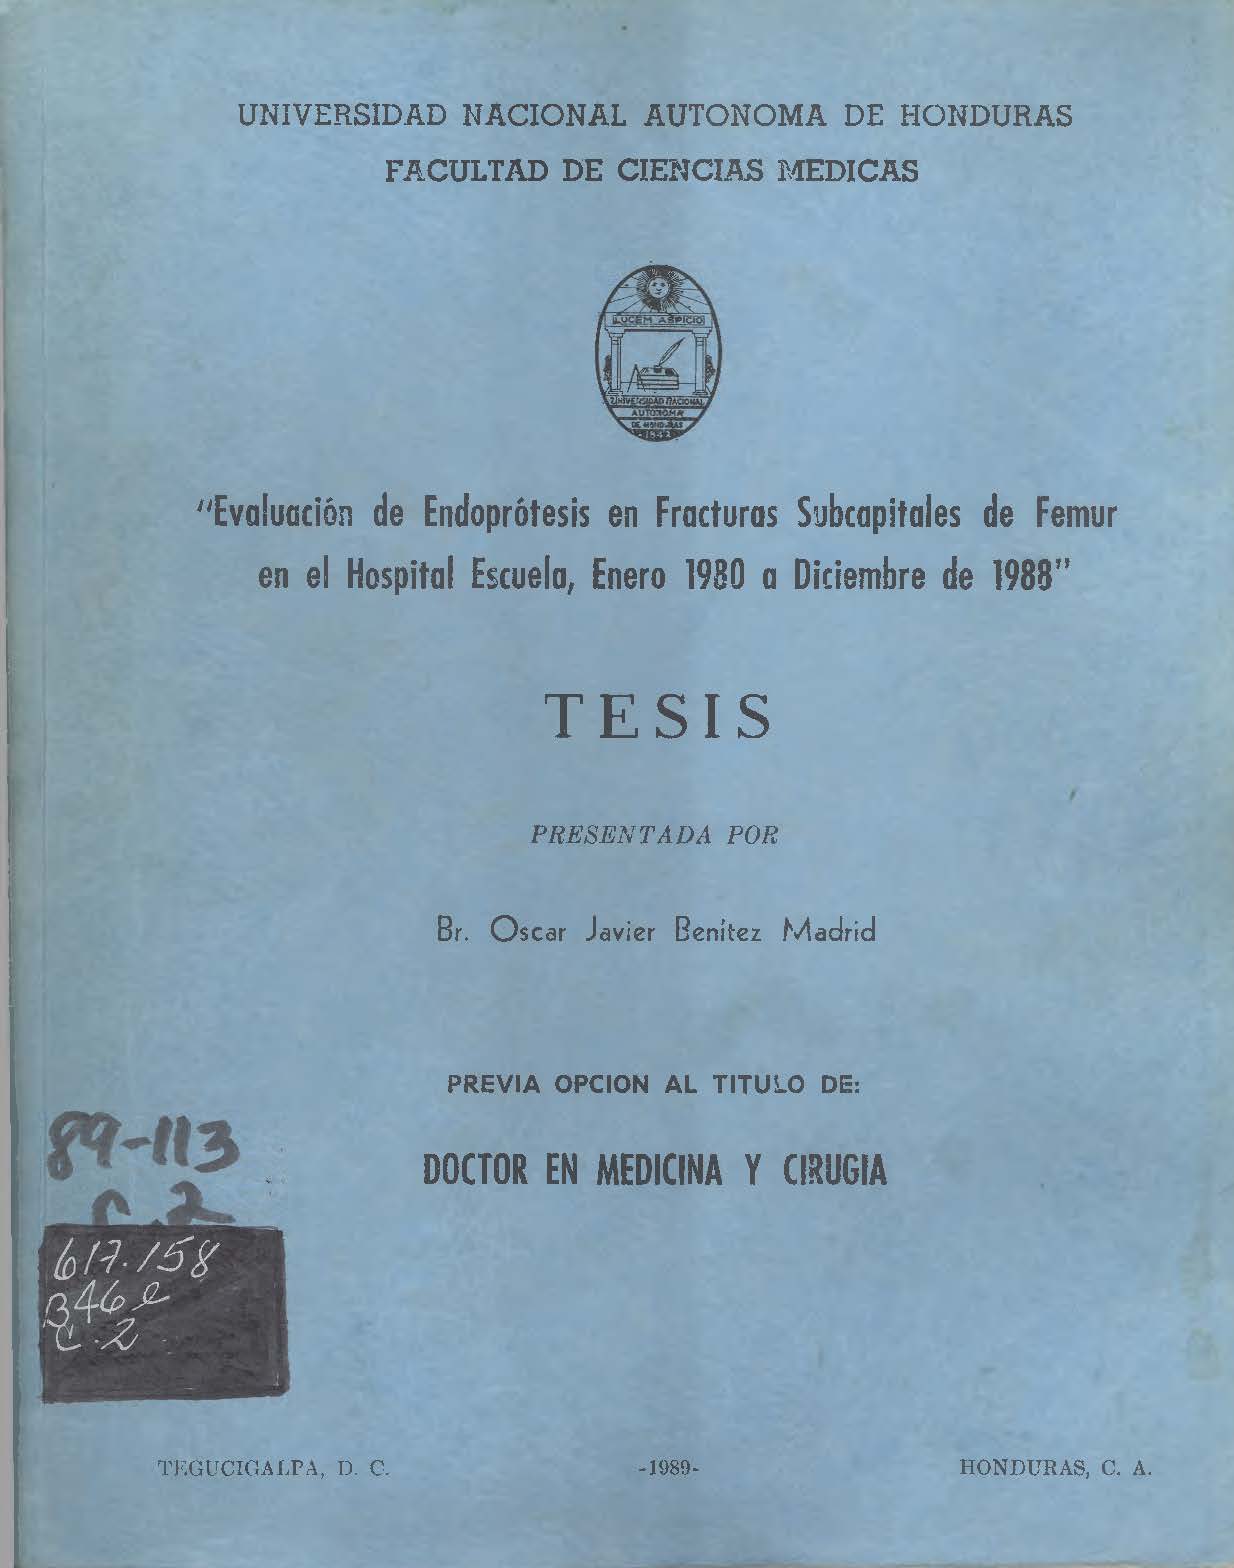 UNIVERSIDAD NACIONAL AUTONOMA DE HONDURAS
FACULTAD DE CIENCIAS MEDICAS
LUCEM ASPICIO
UNIVERSIDAD NACIONAL
AUTONOMA
DE HONDURAS
"Evaluación de Endoprótesis en Fracturas Subcapitales de Femur
en el Hospital Escuela, Enero 1980 a Diciembre de 1988"
TESIS
PRESENTADA POR
Br. Oscar Javier Benitez Madrid
PREVIA OPCION AL TITULO DE:
DOCTOR EN MEDICINA Y CIRUGIA
89-113
C.2
617.158
B46e
C.2
TEGUCIGALPA, D. C. -1989- HONDURAS, C. A.